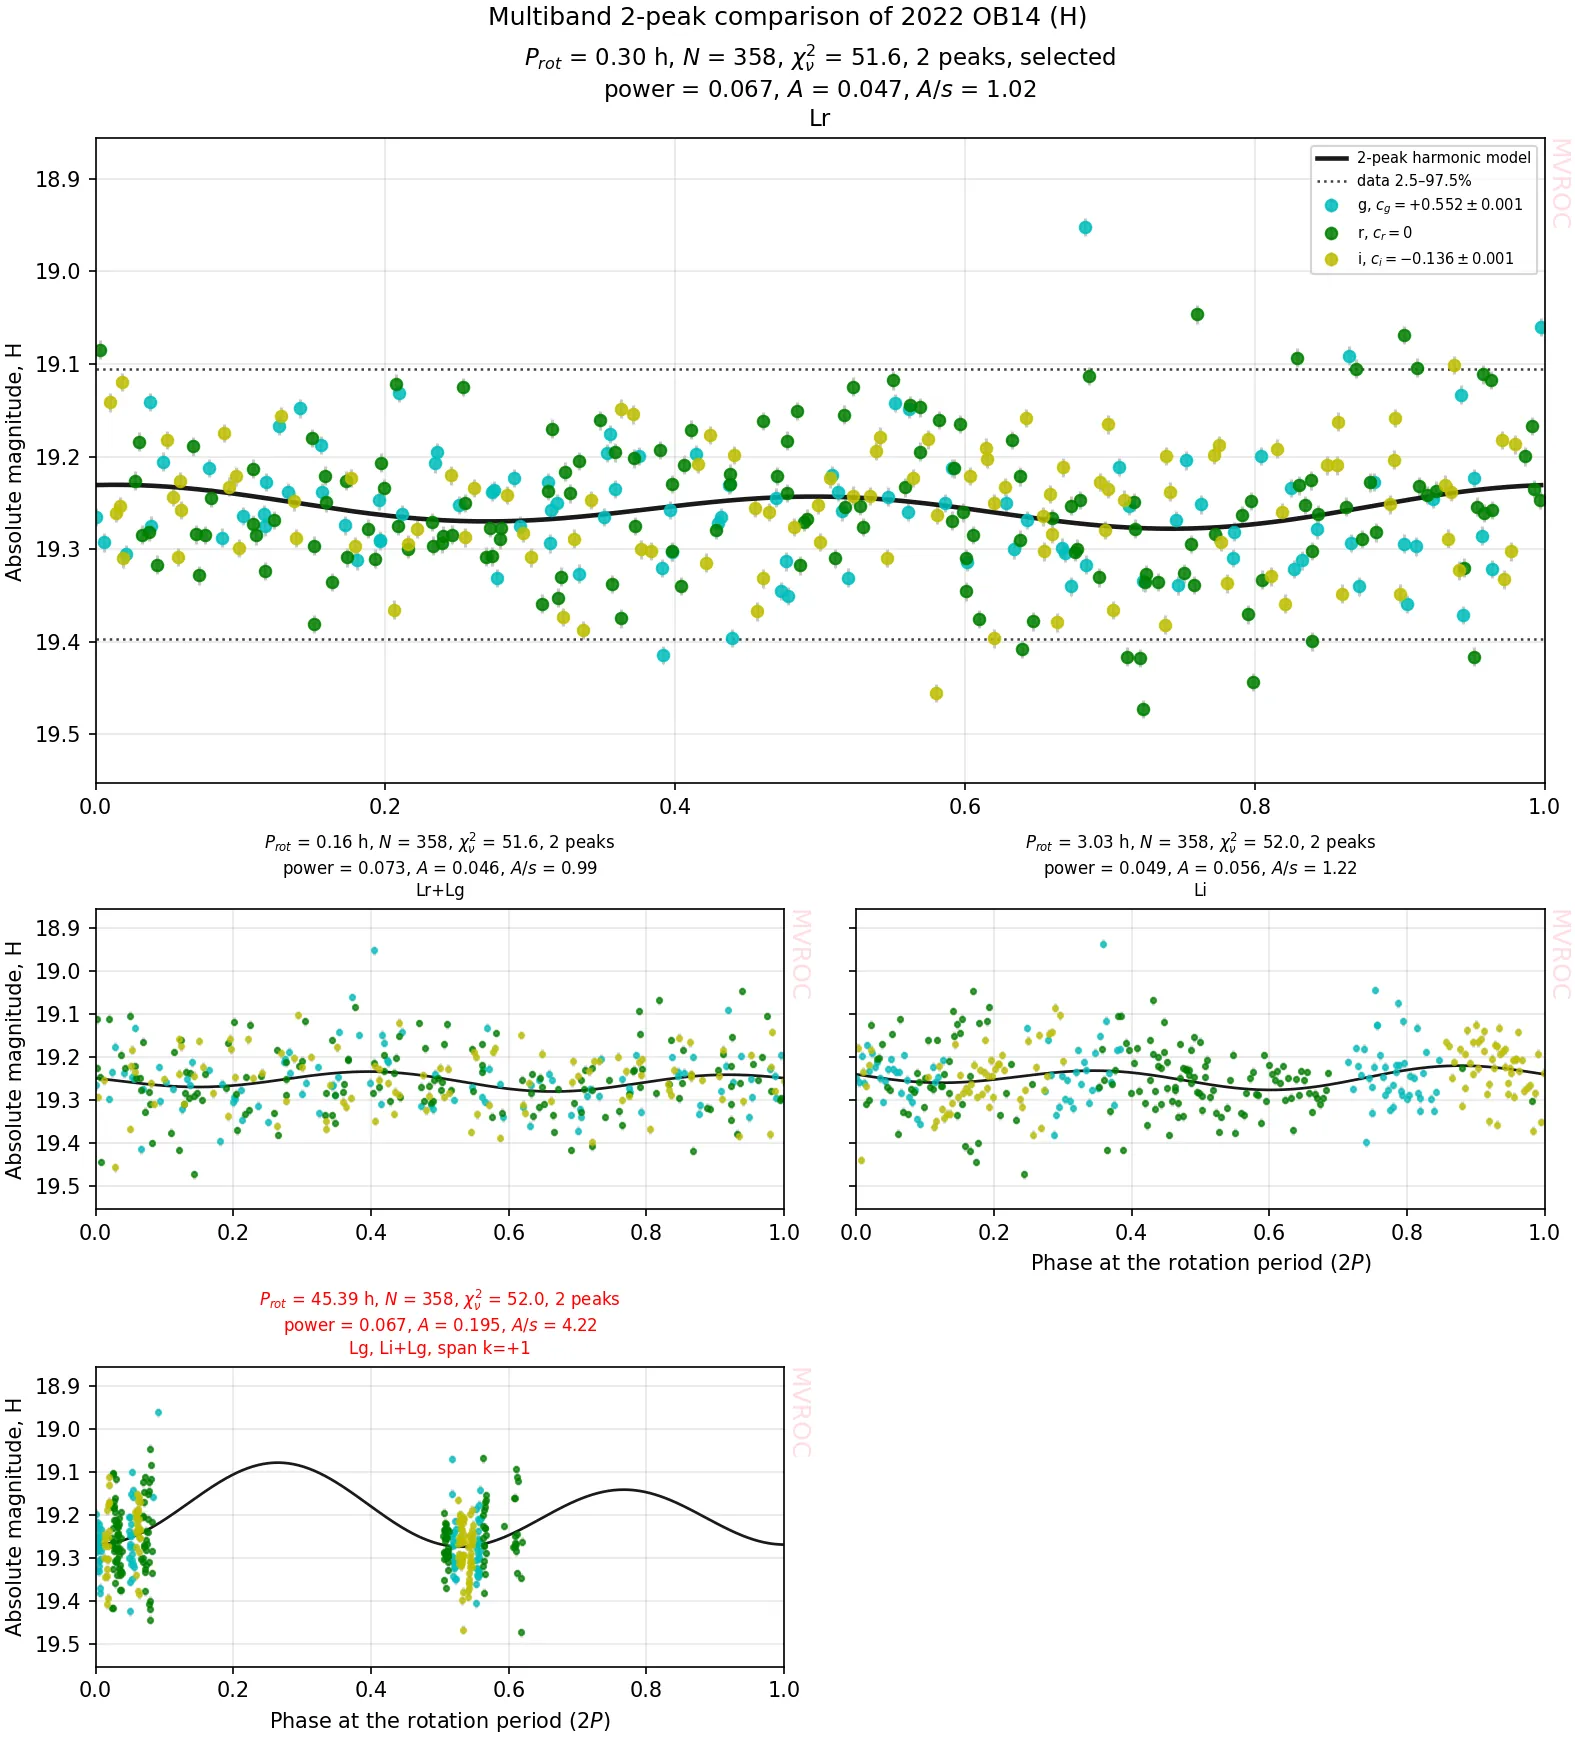 Multiband 2-peak comparison of 2022 OB14 (H)
P_rot = 0.30 h, N = 358, χ²_ν = 51.6, 2 peaks, selected
power = 0.067, A = 0.047, A/s = 1.02
Lr
2-peak harmonic model
data 2.5–97.5%
g, c_g = +0.552 ± 0.001
r, c_r = 0
i, c_i = −0.136 ± 0.001
MVROC
Absolute magnitude, H
18.9
19.0
19.1
19.2
19.3
19.4
19.5
0.0 0.2 0.4 0.6 0.8 1.0
P_rot = 0.16 h, N = 358, χ²_ν = 51.6, 2 peaks
power = 0.073, A = 0.046, A/s = 0.99
Lr+Lg
MVROC
Absolute magnitude, H
18.9
19.0
19.1
19.2
19.3
19.4
19.5
0.0 0.2 0.4 0.6 0.8 1.0
P_rot = 3.03 h, N = 358, χ²_ν = 52.0, 2 peaks
power = 0.049, A = 0.056, A/s = 1.22
Li
MVROC
0.0 0.2 0.4 0.6 0.8 1.0
Phase at the rotation period (2P)
P_rot = 45.39 h, N = 358, χ²_ν = 52.0, 2 peaks
power = 0.067, A = 0.195, A/s = 4.22
Lg, Li+Lg, span k=+1
MVROC
Absolute magnitude, H
18.9
19.0
19.1
19.2
19.3
19.4
19.5
0.0 0.2 0.4 0.6 0.8 1.0
Phase at the rotation period (2P)